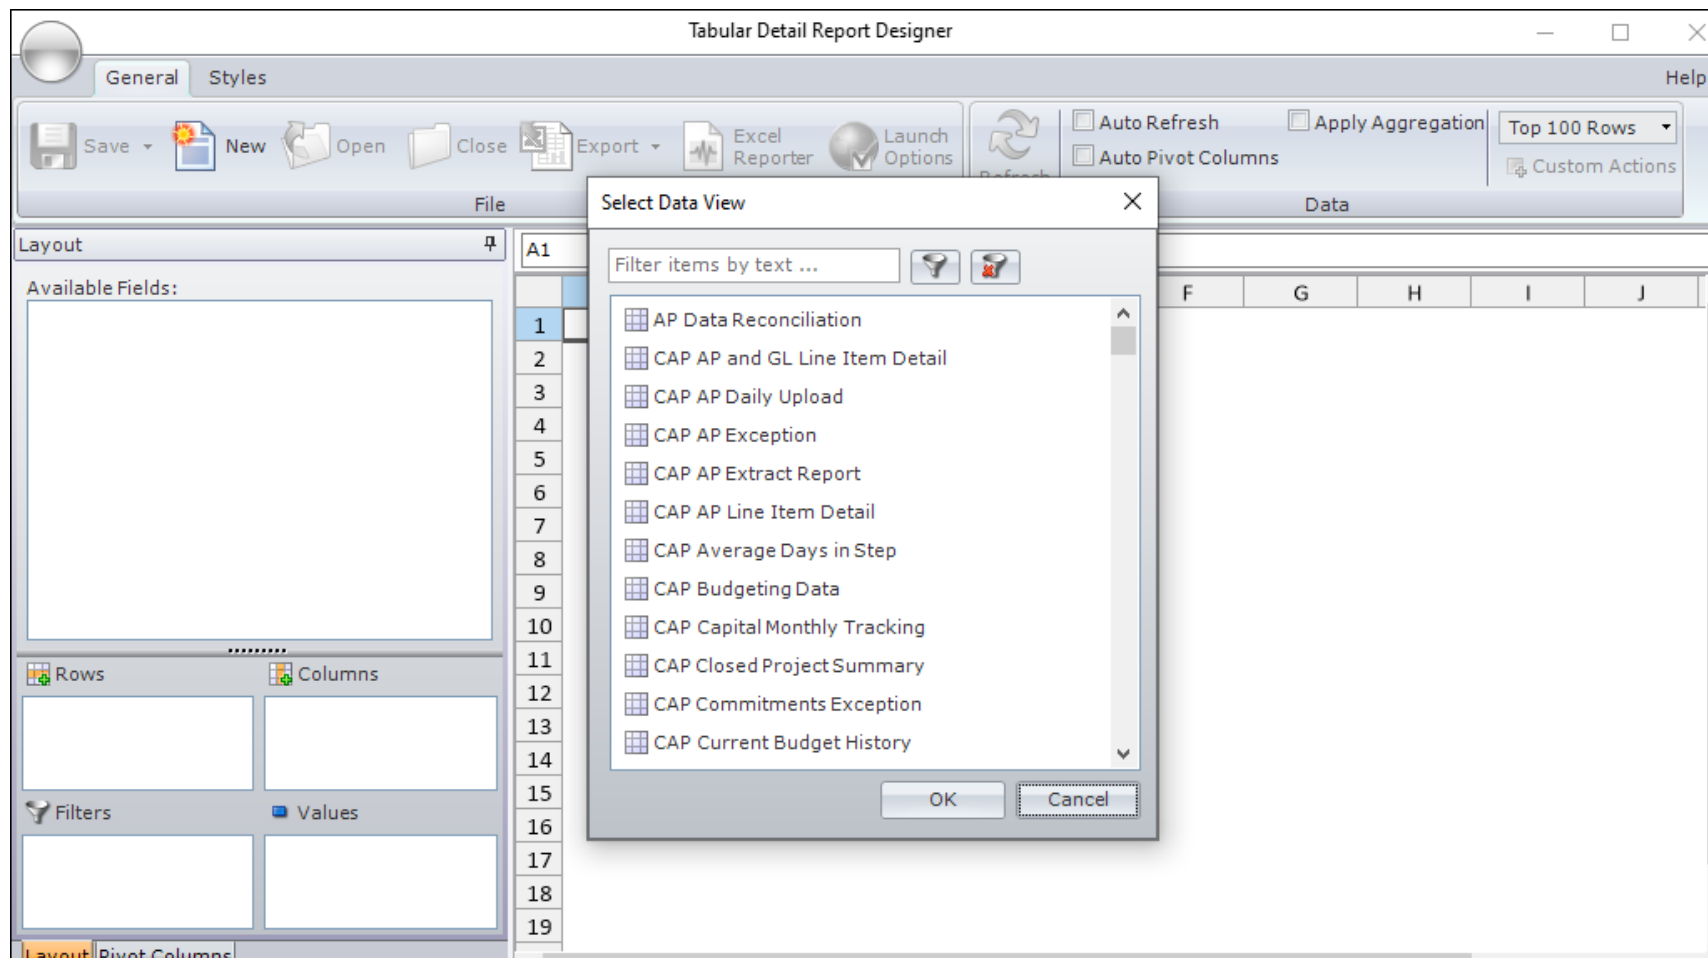 Tabular Detail Report Designer
General Styles Help
Save New Open Close Export Excel Reporter Launch Options Refresh
Auto Refresh Apply Aggregation Top 100 Rows
Auto Pivot Columns Custom Actions
File Data
Layout
Available Fields:
Rows Columns
Filters Values
Layout Pivot Columns
A1
F G H I J
1
2
3
4
5
6
7
8
9
10
11
12
13
14
15
16
17
18
19
Select Data View
Filter items by text ...
AP Data Reconciliation
CAP AP and GL Line Item Detail
CAP AP Daily Upload
CAP AP Exception
CAP AP Extract Report
CAP AP Line Item Detail
CAP Average Days in Step
CAP Budgeting Data
CAP Capital Monthly Tracking
CAP Closed Project Summary
CAP Commitments Exception
CAP Current Budget History
OK Cancel